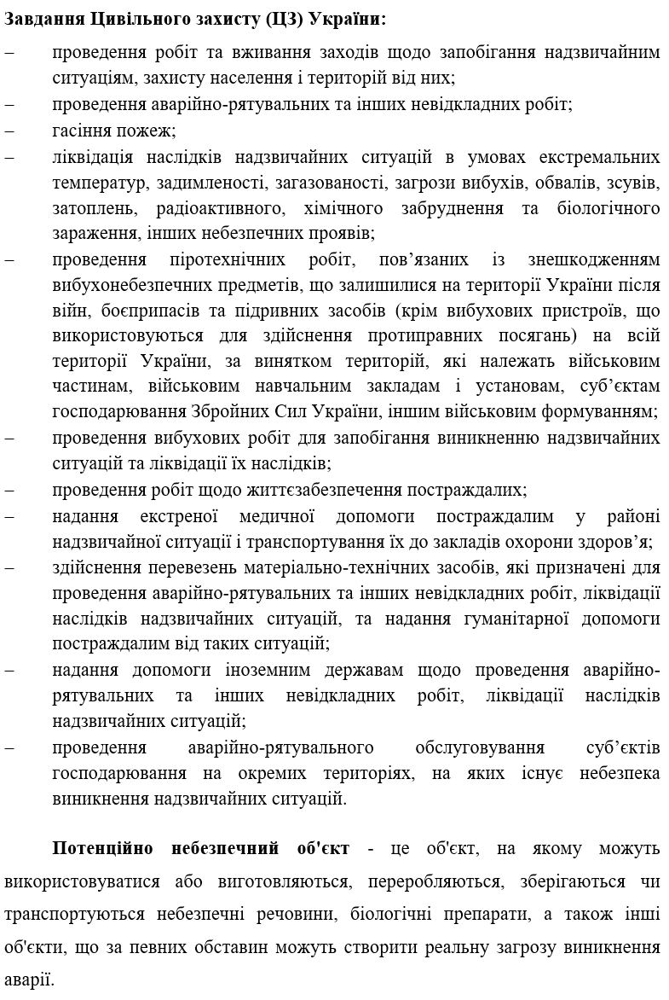 Завдання Цивільного захисту (ЦЗ) України:
– проведення робіт та вживання заходів щодо запобігання надзвичайним
ситуаціям, захисту населення і територій від них;
– проведення аварійно-рятувальних та інших невідкладних робіт;
– гасіння пожеж;
– ліквідація наслідків надзвичайних ситуацій в умовах екстремальних
температур, задимленості, загазованості, загрози вибухів, обвалів, зсувів,
затоплень, радіоактивного, хімічного забруднення та біологічного
зараження, інших небезпечних проявів;
– проведення піротехнічних робіт, пов’язаних із знешкодженням
вибухонебезпечних предметів, що залишилися на території України після
війн, боєприпасів та підривних засобів (крім вибухових пристроїв, що
використовуються для здійснення протиправних посягань) на всій
території України, за винятком територій, які належать військовим
частинам, військовим навчальним закладам і установам, суб’єктам
господарювання Збройних Сил України, іншим військовим формуванням;
– проведення вибухових робіт для запобігання виникненню надзвичайних
ситуацій та ліквідації їх наслідків;
– проведення робіт щодо життєзабезпечення постраждалих;
– надання екстреної медичної допомоги постраждалим у районі
надзвичайної ситуації і транспортування їх до закладів охорони здоров’я;
– здійснення перевезень матеріально-технічних засобів, які призначені для
проведення аварійно-рятувальних та інших невідкладних робіт, ліквідації
наслідків надзвичайних ситуацій, та надання гуманітарної допомоги
постраждалим від таких ситуацій;
– надання допомоги іноземним державам щодо проведення аварійно-
рятувальних та інших невідкладних робіт, ліквідації наслідків
надзвичайних ситуацій;
– проведення аварійно-рятувального обслуговування суб’єктів
господарювання на окремих територіях, на яких існує небезпека
виникнення надзвичайних ситуацій.
Потенційно небезпечний об'єкт - це об'єкт, на якому можуть
використовуватися або виготовляються, переробляються, зберігаються чи
транспортуються небезпечні речовини, біологічні препарати, а також інші
об'єкти, що за певних обставин можуть створити реальну загрозу виникнення
аварії.